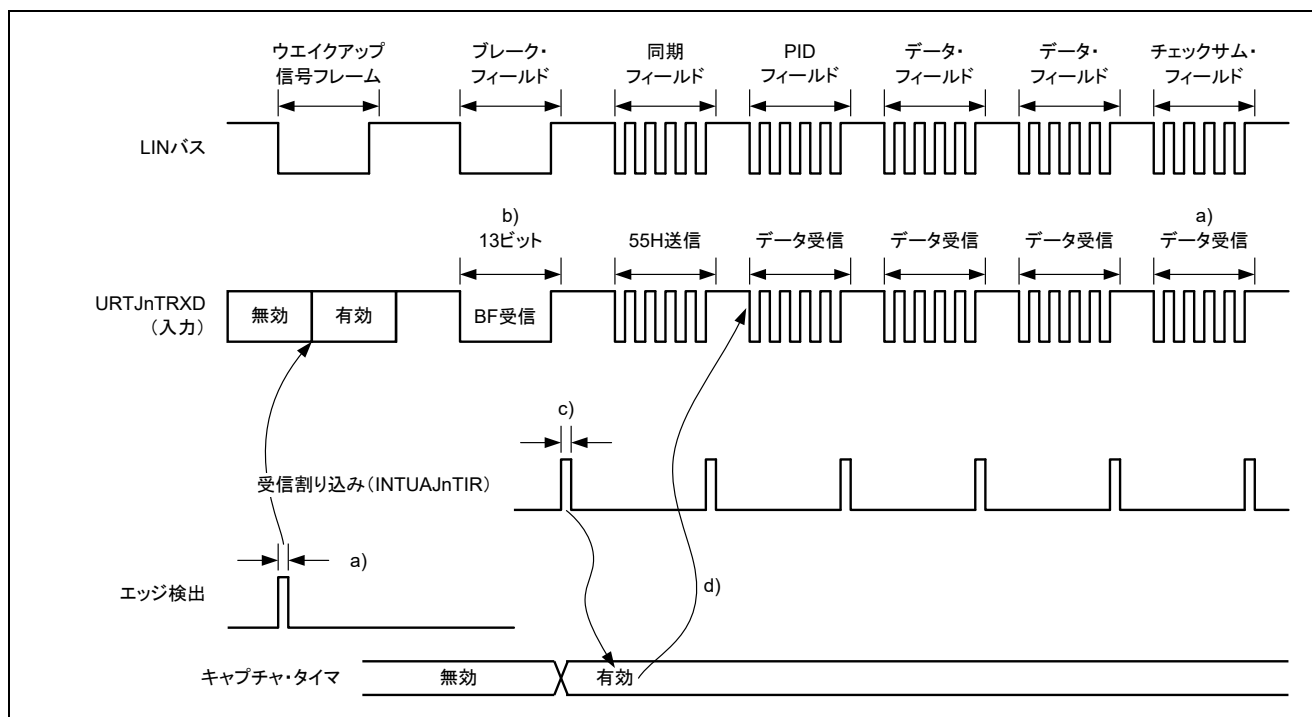 ウエイクアップ
信号フレーム
ブレーク・
フィールド
同期
フィールド
PID
フィールド
データ・
フィールド
データ・
フィールド
チェックサム・
フィールド
LINバス
b)
13ビット
55H送信
データ受信
データ受信
データ受信
a)
データ受信
URTJnTRXD
（入力）
無効
有効
BF受信
c)
受信割り込み（INTUAJnTIR）
a)
エッジ検出
d)
キャプチャ・タイマ
無効
有効